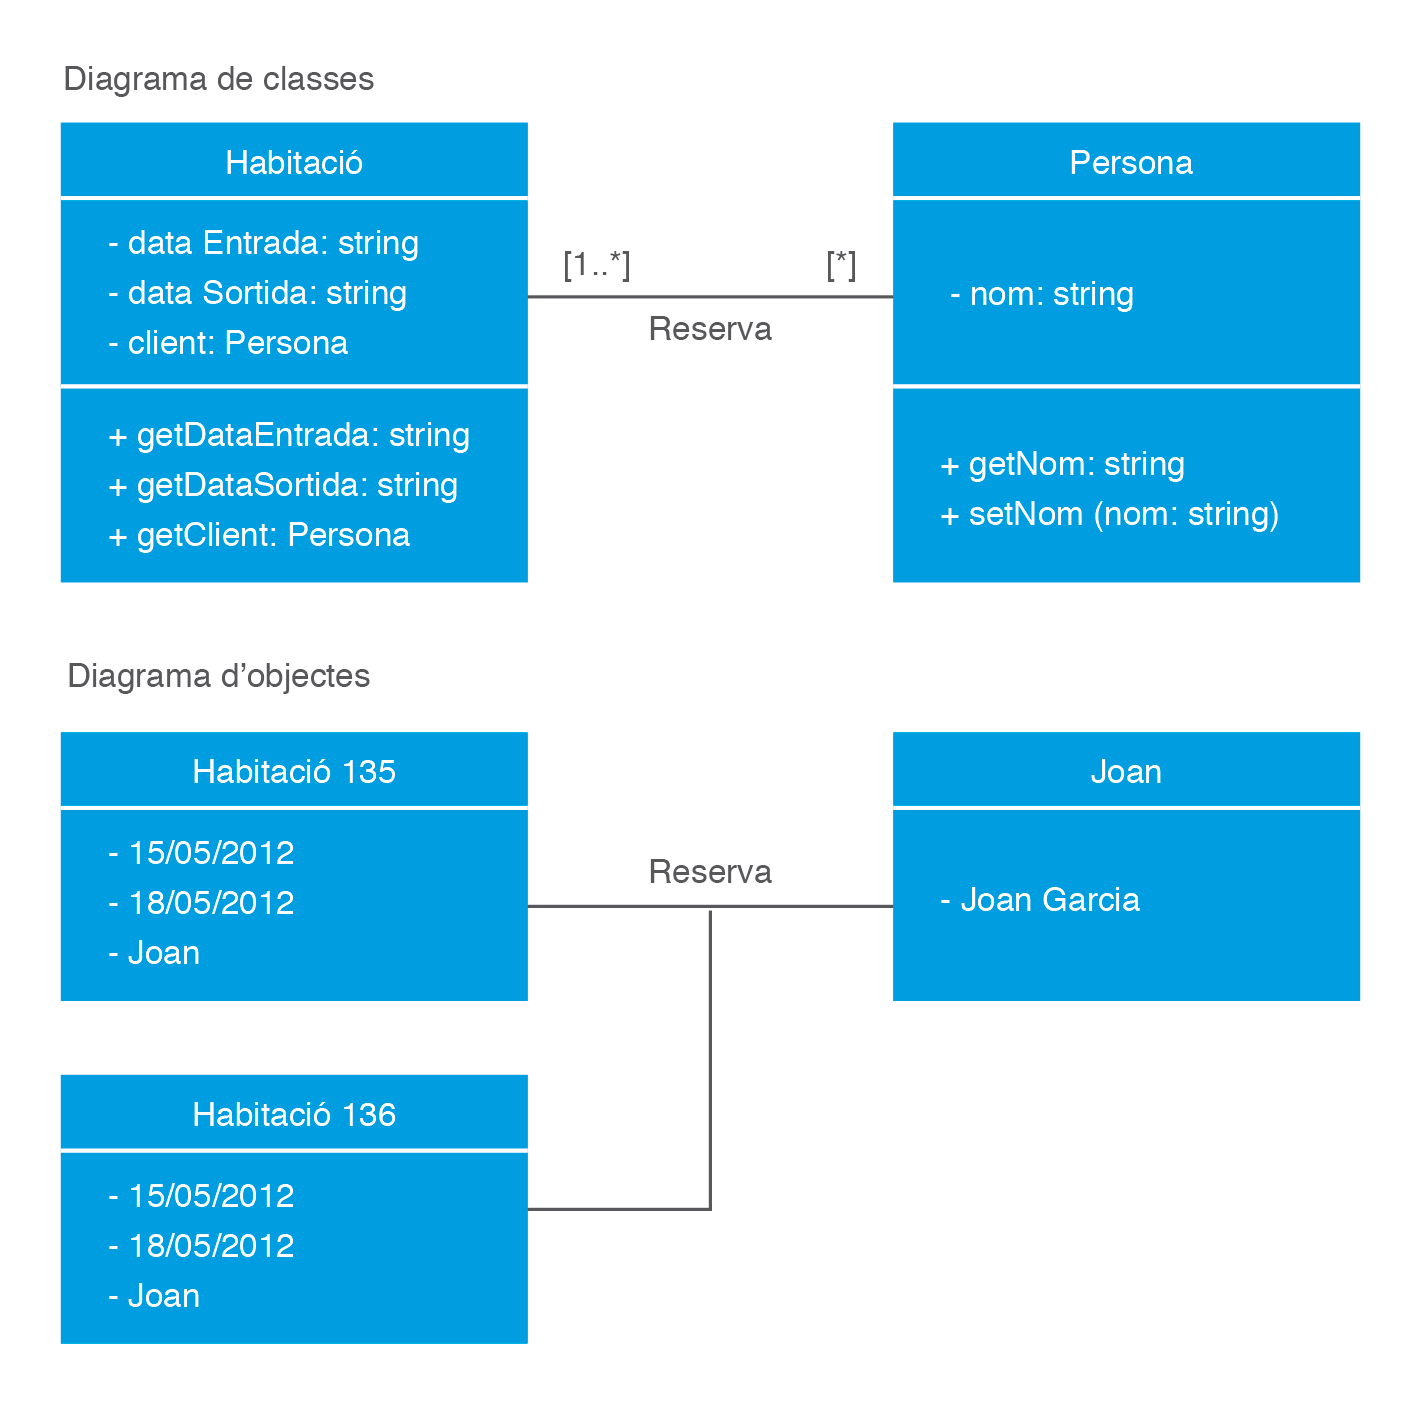 Diagrama de classes
Habitació
- data Entrada: string
- data Sortida: string
- client: Persona
+ getDataEntrada: string
+ getDataSortida: string
+ getClient: Persona
[1..*]
[*]
Reserva
Persona
- nom: string
+ getNom: string
+ setNom (nom: string)
Diagrama d’objectes
Habitació 135
- 15/05/2012
- 18/05/2012
- Joan
Reserva
Joan
- Joan Garcia
Habitació 136
- 15/05/2012
- 18/05/2012
- Joan